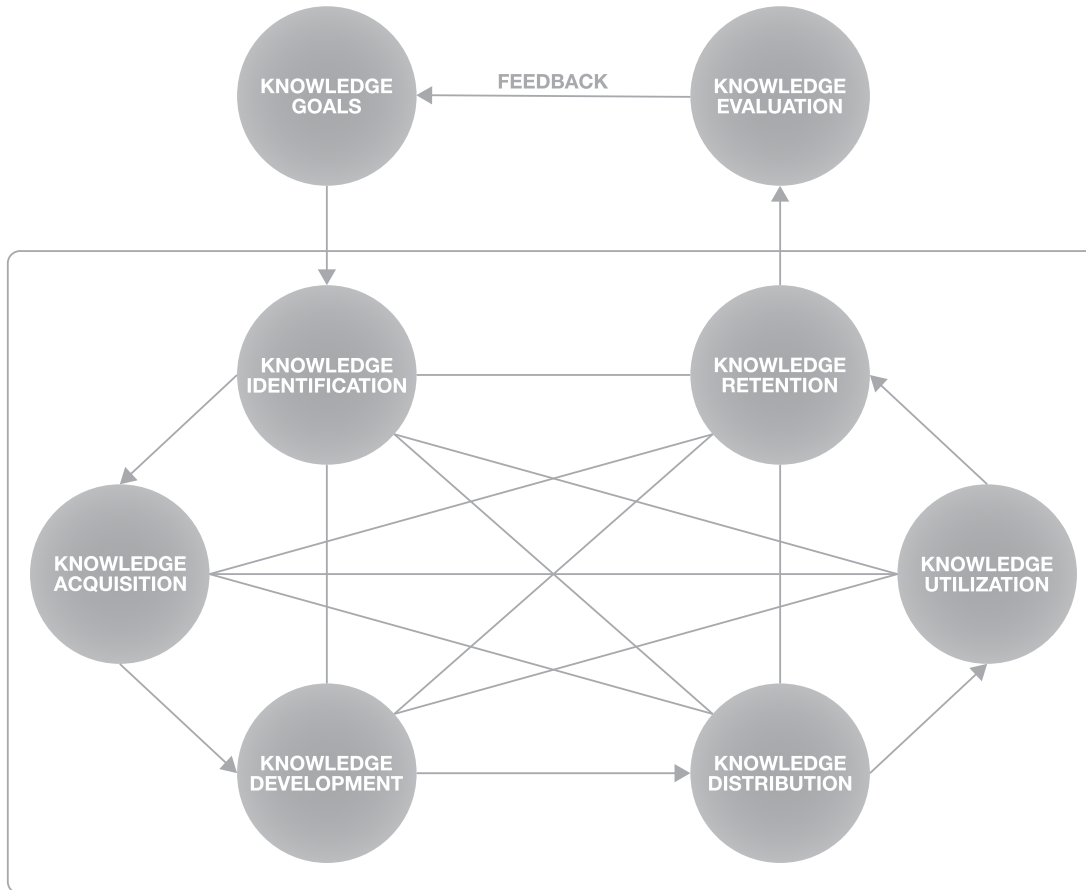 KNOWLEDGE
GOALS
FEEDBACK
KNOWLEDGE
EVALUATION
KNOWLEDGE
IDENTIFICATION
KNOWLEDGE
RETENTION
KNOWLEDGE
ACQUISITION
KNOWLEDGE
UTILIZATION
KNOWLEDGE
DEVELOPMENT
KNOWLEDGE
DISTRIBUTION